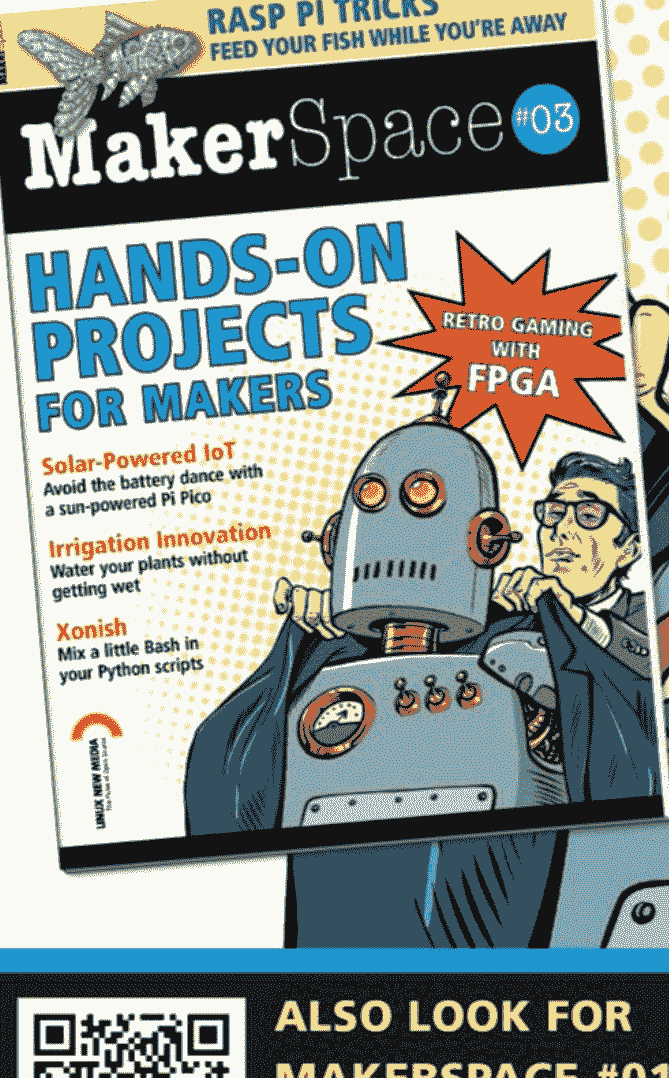 RASP PI TRICKS
FEED YOUR FISH WHILE YOU'RE AWAY
MakerSpace #03
HANDS-ON
PROJECTS
FOR MAKERS
RETRO GAMING
WITH
FPGA
Solar-Powered IoT
Avoid the battery dance with
a sun-powered Pi Pico
Irrigation Innovation
Water your plants without
getting wet
Xonish
Mix a little Bash in
your Python scripts
LINUX NEW MEDIA
ALSO LOOK FOR
MAKERSPACE #01